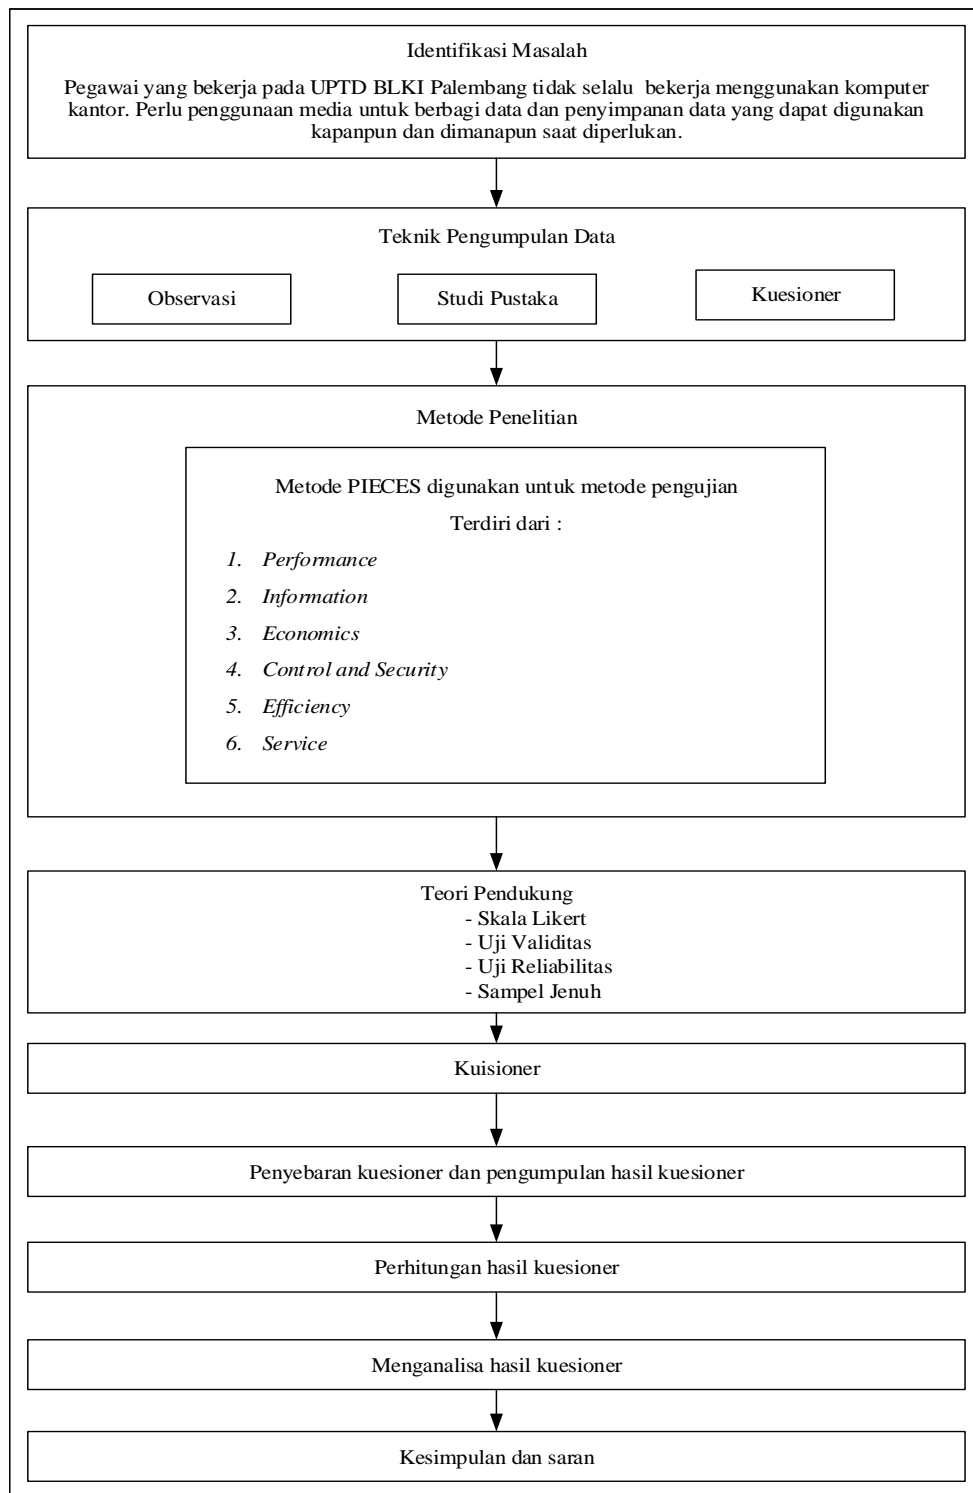 Identifikasi Masalah
Pegawai yang bekerja pada UPTD BLKI Palembang tidak selalu bekerja menggunakan komputer
kantor. Perlu penggunaan media untuk berbagi data dan penyimpanan data yang dapat digunakan
kapanpun dan dimanapun saat diperlukan.
Teknik Pengumpulan Data
Observasi
Studi Pustaka
Kuesioner
Metode Penelitian
Metode PIECES digunakan untuk metode pengujian
Terdiri dari :
1. Performance
2. Information
3. Economics
4. Control and Security
5. Efficiency
6. Service
Teori Pendukung
- Skala Likert
- Uji Validitas
- Uji Reliabilitas
- Sampel Jenuh
Kuisioner
Penyebaran kuesioner dan pengumpulan hasil kuesioner
Perhitungan hasil kuesioner
Menganalisa hasil kuesioner
Kesimpulan dan saran